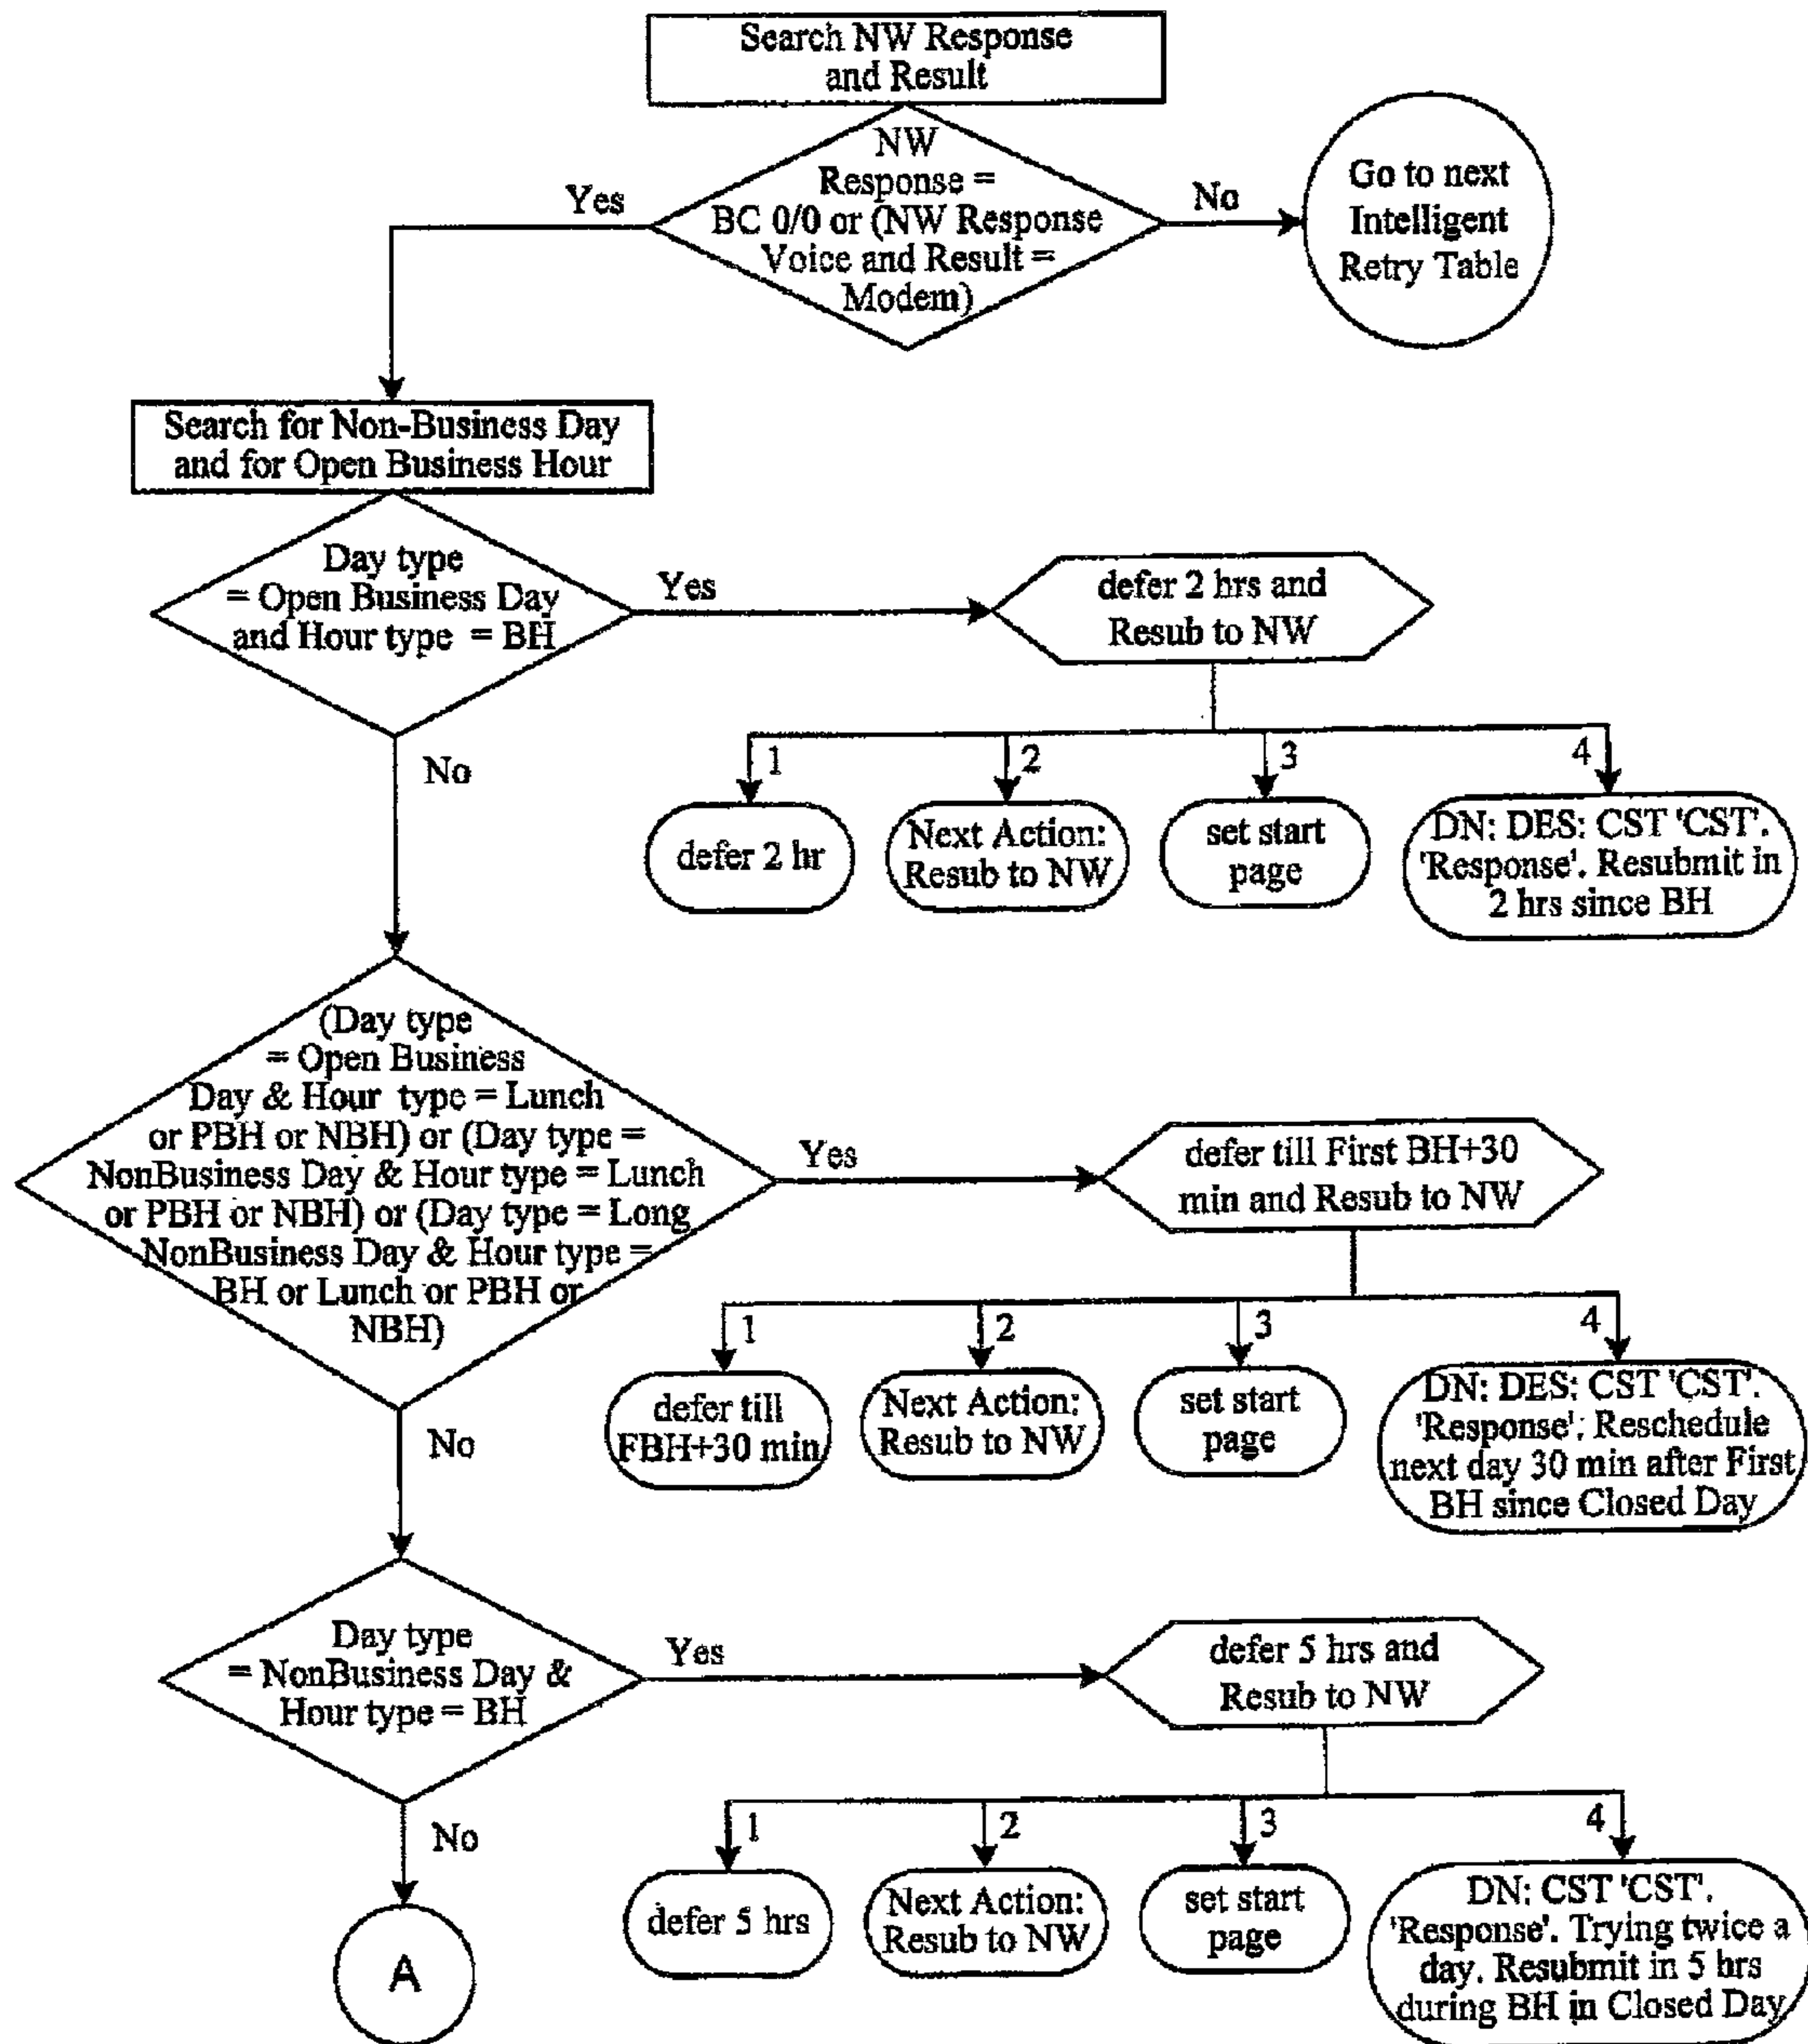 Search NW Response
and Result
NW
Response =
BC 0/0 or (NW Response
Voice and Result =
Modem)
Yes
No
Go to next
Intelligent
Retry Table
Search for Non-Business Day
and for Open Business Hour
Day type
= Open Business Day
and Hour type = BH
Yes
No
defer 2 hrs and
Resub to NW
1
2
3
4
defer 2 hr
Next Action:
Resub to NW
set start
page
DN: DES: CST 'CST'.
'Response'. Resubmit in
2 hrs since BH
(Day type
= Open Business
Day & Hour type = Lunch
or PBH or NBH) or (Day type =
NonBusiness Day & Hour type = Lunch
or PBH or NBH) or (Day type = Long
NonBusiness Day & Hour type =
BH or Lunch or PBH or
NBH)
Yes
No
defer till First BH+30
min and Resub to NW
1
2
3
4
defer till
FBH+30 min
Next Action:
Resub to NW
set start
page
DN: DES: CST 'CST'.
'Response': Reschedule
next day 30 min after First
BH since Closed Day
Day type
= NonBusiness Day &
Hour type = BH
Yes
No
defer 5 hrs and
Resub to NW
1
2
3
4
defer 5 hrs
Next Action:
Resub to NW
set start
page
DN: CST 'CST'.
'Response'. Trying twice a
day. Resubmit in 5 hrs
during BH in Closed Day
A